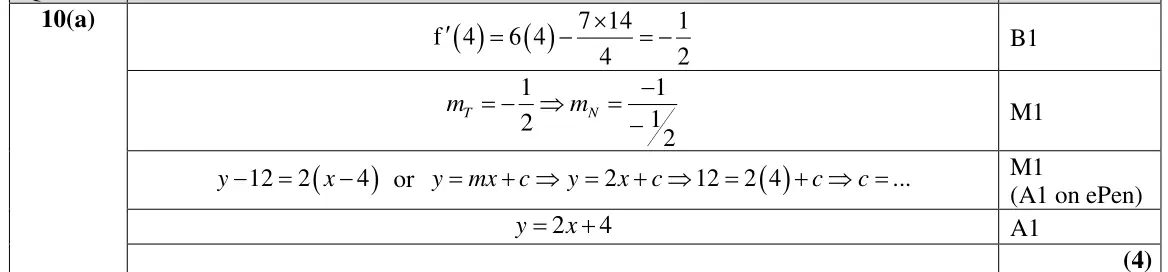 10(a) f′(4) = 6(4) − (7×14)/4 = −1/2 B1
m_T = −1/2 ⇒ m_N = −1/(−1/2) M1
y−12 = 2(x−4) or y = mx + c ⇒ y = 2x + c ⇒ 12 = 2(4) + c ⇒ c = ... M1
(A1 on ePen)
y = 2x + 4 A1
(4)